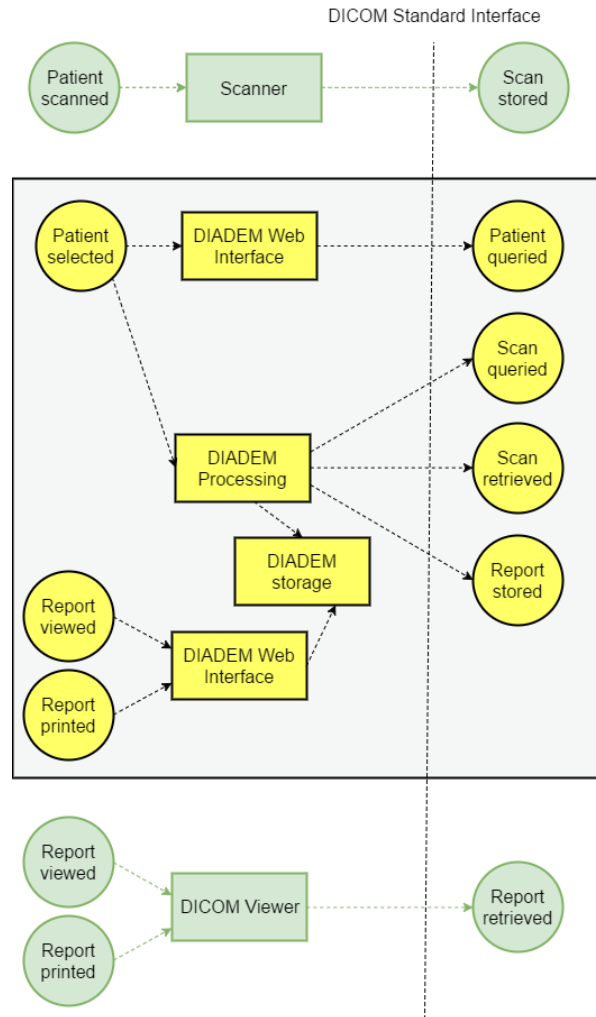 DICOM Standard Interface
Patient
scanned
Scanner
Scan
stored
Patient
selected
DIADEM Web
Interface
Patient
queried
Scan
queried
DIADEM
Processing
Scan
retrieved
DIADEM
storage
Report
stored
Report
viewed
DIADEM Web
Interface
Report
printed
Report
viewed
DICOM Viewer
Report
retrieved
Report
printed